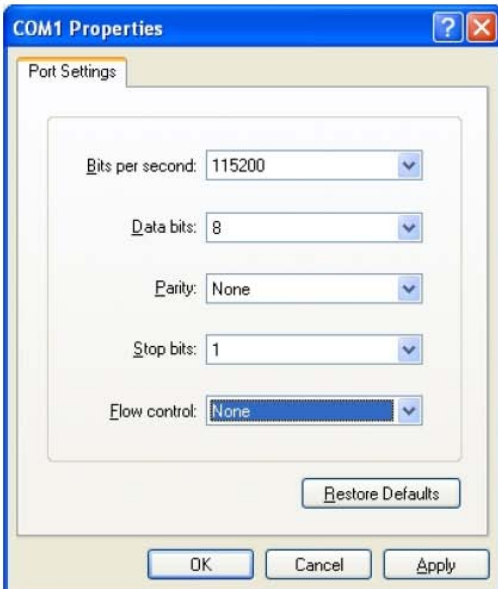 COM1 Properties
Port Settings
Bits per second: 115200
Data bits: 8
Parity: None
Stop bits: 1
Flow control: None
Restore Defaults
OK Cancel Apply